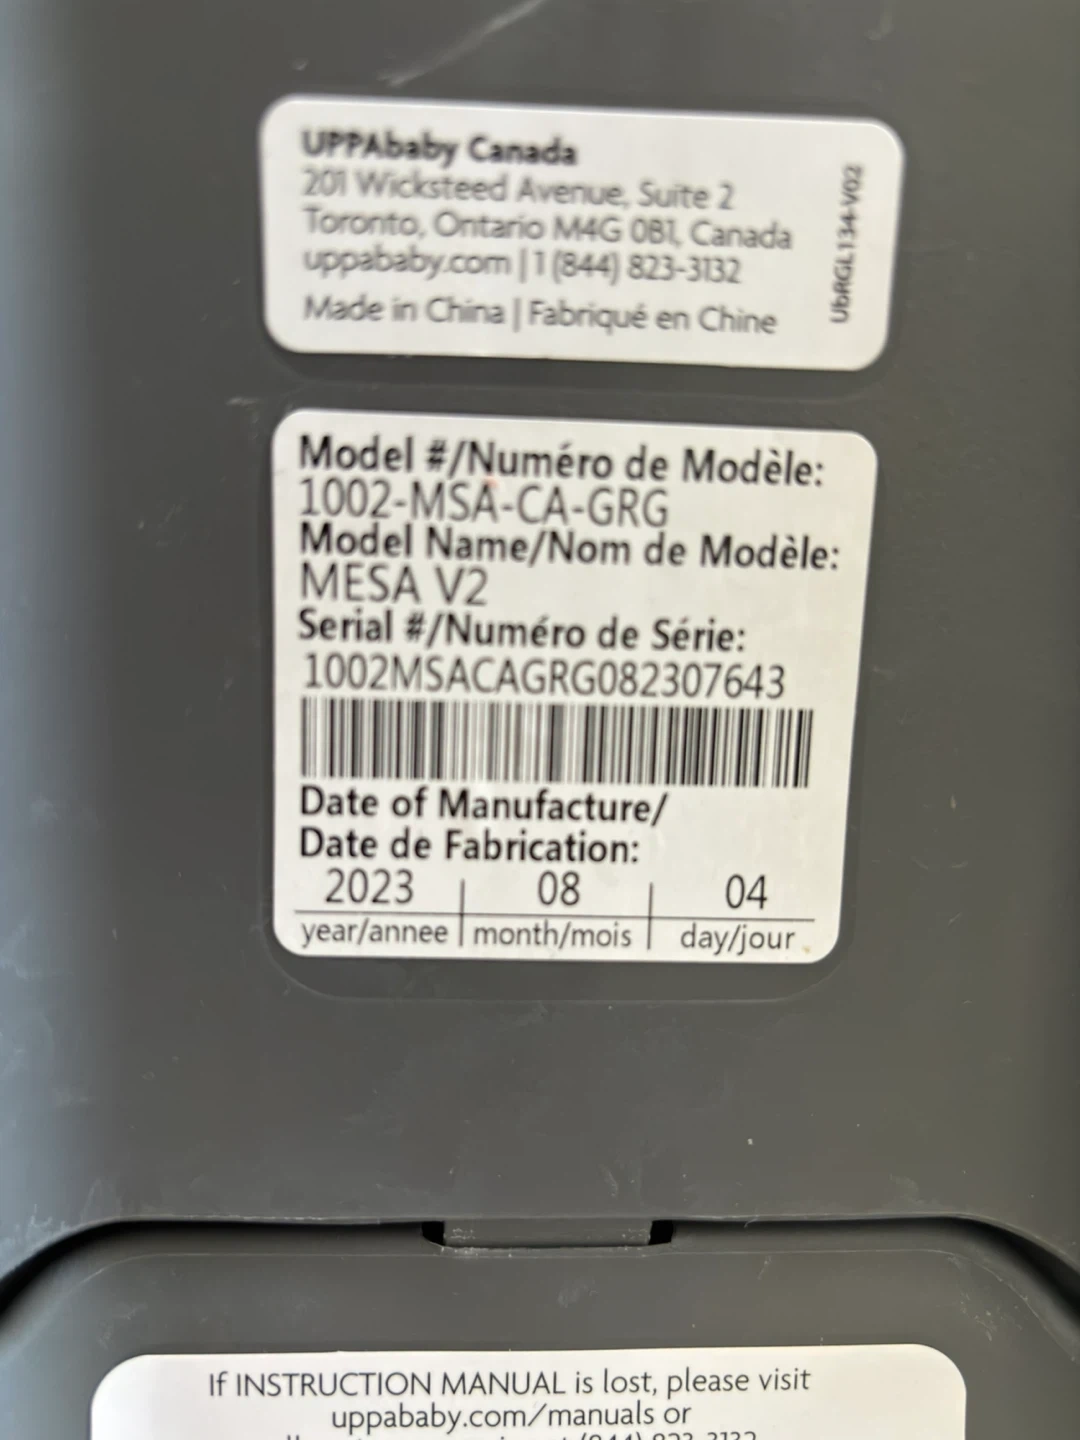 UPPAbaby Canada
201 Wicksteed Avenue, Suite 2
Toronto, Ontario M4G 0B1, Canada
uppababy.com | 1 (844) 823-3132
Made in China | Fabriqué en Chine
UbRGL134-V02
Model #/Numéro de Modèle:
1002-MSA-CA-GRG
Model Name/Nom de Modèle:
MESA V2
Serial #/Numéro de Série:
1002MSACAGRG082307643
Date of Manufacture/
Date de Fabrication:
2023 | 08 | 04
year/annee | month/mois | day/jour
If INSTRUCTION MANUAL is lost, please visit
uppababy.com/manuals or
(844) 823-3132